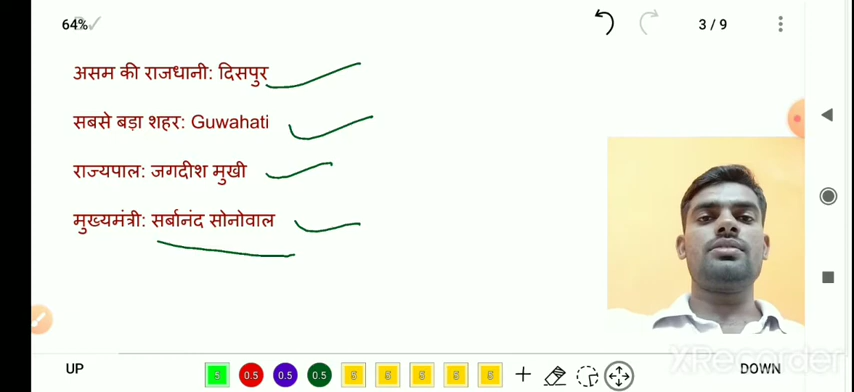 64%
3 / 9
असम की राजधानी: दिसपुर
सबसे बड़ा शहर: Guwahati
राज्यपाल: जगदीश मुखी
मुख्यमंत्री: सर्बानंद सोनोवाल
XRecorder
UP
5 0.5 0.5 0.5 5 5 5 5 5
DOWN